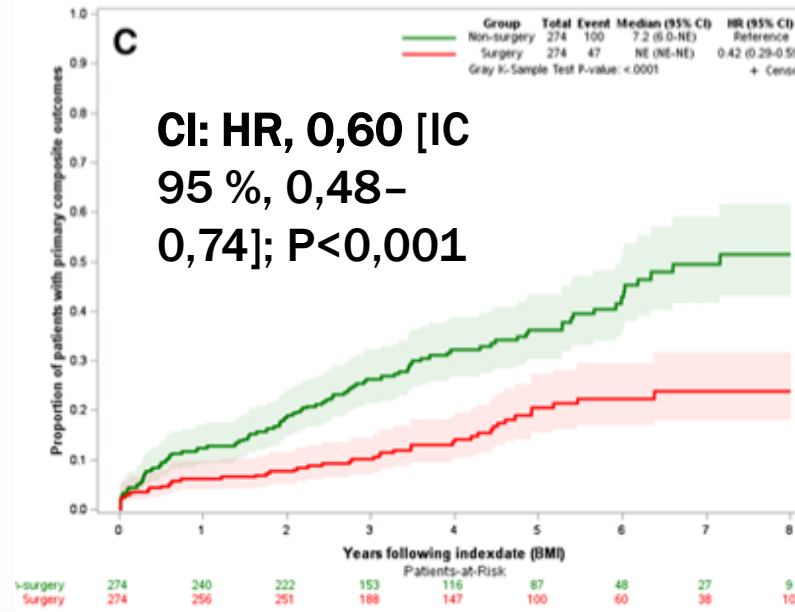 C
Group Total Event Median (95% CI) HR (95% CI)
Non-surgery 274 100 7.2 (6.0-NE) Reference
Surgery 274 47 NE (NE-NE) 0.42 (0.29-0.59
Gray K-Sample Test P-value: <.0001
+ Censo
CI: HR, 0,60 [IC
95 %, 0,48–
0,74]; P<0,001
Proportion of patients with primary composite outcomes
1.0
0.9
0.8
0.7
0.6
0.5
0.4
0.3
0.2
0.1
0.0
0 1 2 3 4 5 6 7 8
Years following indexdate (BMI)
Patients-at-Risk
n-surgery 274 240 222 153 116 87 48 27 9
Surgery 274 256 251 188 147 100 60 38 10